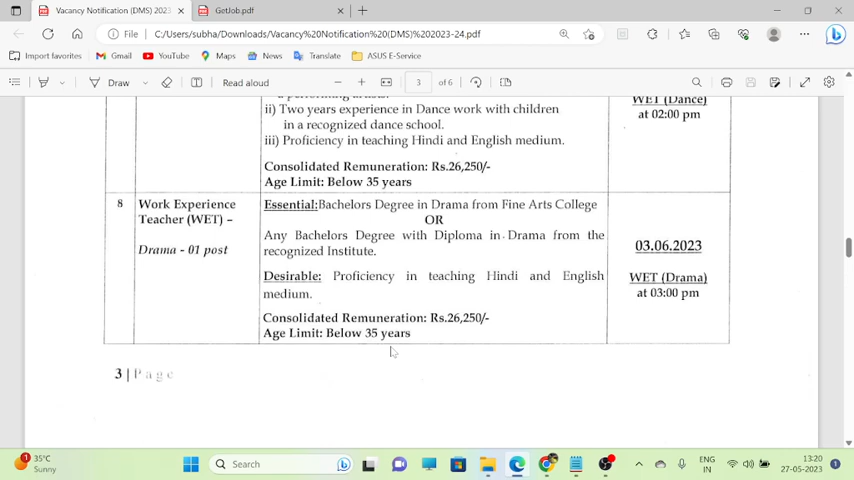 Vacancy Notification (DMS) 2023
GetJob.pdf
File
C:/Users/subha/Downloads/Vacancy%20Notification%20(DMS)%202023-24.pdf
Import favorites
Gmail
YouTube
Maps
News
Translate
ASUS E-Service
Draw
Read aloud
3
of 6
a performing artists.
ii) Two years experience in Dance work with children
in a recognized dance school.
iii) Proficiency in teaching Hindi and English medium.
Consolidated Remuneration: Rs.26,250/-
Age Limit: Below 35 years
WET (Dance)
at 02:00 pm
8
Work Experience
Teacher (WET) –
Drama - 01 post
Essential:Bachelors Degree in Drama from Fine Arts College
OR
Any Bachelors Degree with Diploma in Drama from the
recognized Institute.
Desirable: Proficiency in teaching Hindi and English
medium.
Consolidated Remuneration: Rs.26,250/-
Age Limit: Below 35 years
03.06.2023
WET (Drama)
at 03:00 pm
3 | P a g e
1
35°C
Sunny
Search
ENG
IN
13:20
27-05-2023
1